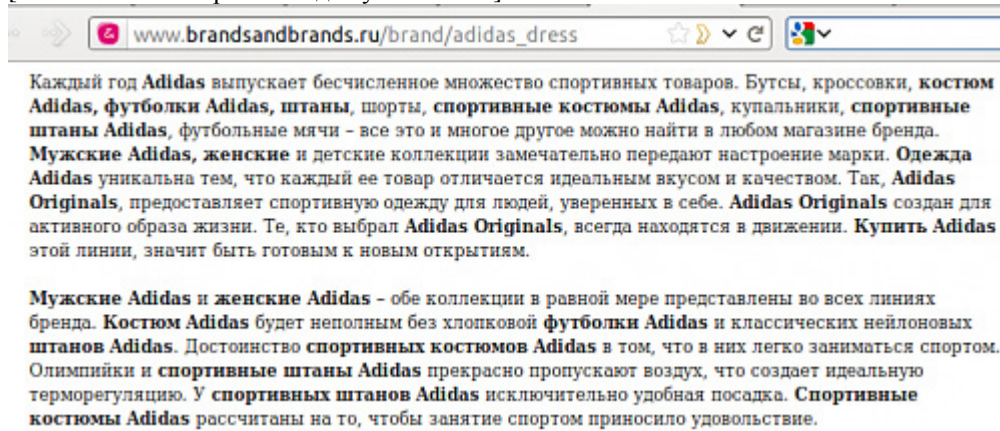 www.brandsandbrands.ru/brand/adidas_dress
Каждый год Adidas выпускает бесчисленное множество спортивных товаров. Бутсы, кроссовки, костюм
Adidas, футболки Adidas, штаны, шорты, спортивные костюмы Adidas, купальники, спортивные
штаны Adidas, футбольные мячи – все это и многое другое можно найти в любом магазине бренда.
Мужские Adidas, женские и детские коллекции замечательно передают настроение марки. Одежда
Adidas уникальна тем, что каждый ее товар отличается идеальным вкусом и качеством. Так, Adidas
Originals, предоставляет спортивную одежду для людей, уверенных в себе. Adidas Originals создан для
активного образа жизни. Те, кто выбрал Adidas Originals, всегда находятся в движении. Купить Adidas
этой линии, значит быть готовым к новым открытиям.
Мужские Adidas и женские Adidas – обе коллекции в равной мере представлены во всех линиях
бренда. Костюм Adidas будет неполным без хлопковой футболки Adidas и классических нейлоновых
штанов Adidas. Достоинство спортивных костюмов Adidas в том, что в них легко заниматься спортом.
Олимпийки и спортивные штаны Adidas прекрасно пропускают воздух, что создает идеальную
терморегуляцию. У спортивных штанов Adidas исключительно удобная посадка. Спортивные
костюмы Adidas рассчитаны на то, чтобы занятие спортом приносило удовольствие.